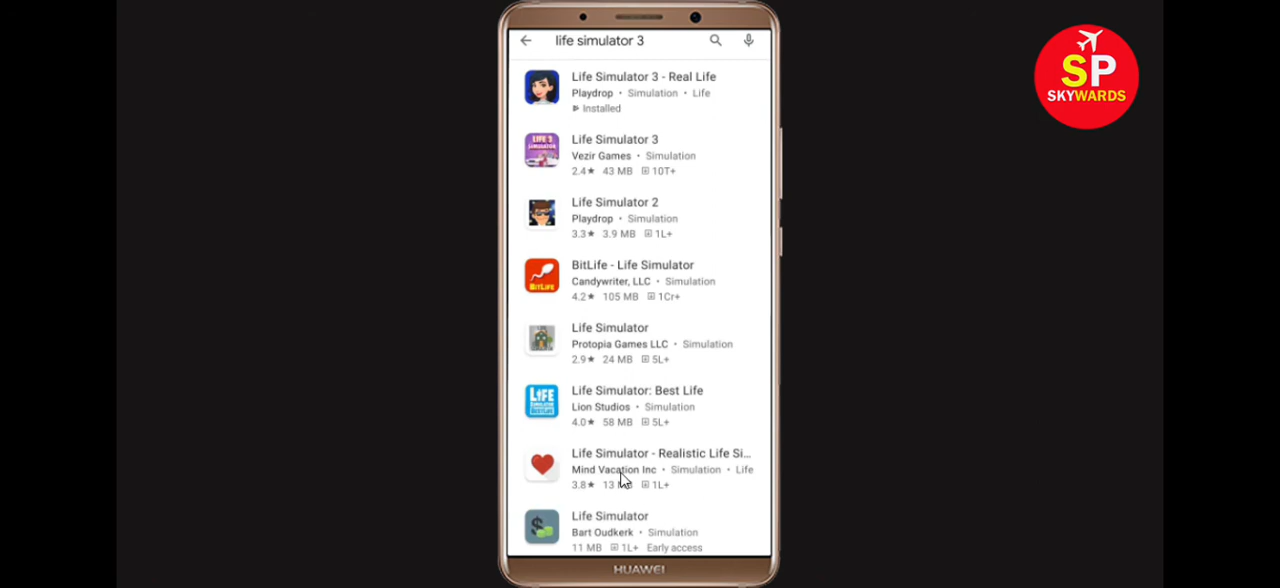 life simulator 3
SP
SKYWARDS
Life Simulator 3 - Real Life
Playdrop • Simulation • Life
Installed
Life Simulator 3
Vezir Games • Simulation
2.4★ 43 MB 10T+
Life Simulator 2
Playdrop • Simulation
3.3★ 3.9 MB 1L+
BITLIFE
BitLife - Life Simulator
Candywriter, LLC • Simulation
4.2★ 105 MB 1Cr+
Life Simulator
Protopia Games LLC • Simulation
2.9★ 24 MB 5L+
LIFE
Life Simulator: Best Life
Lion Studios • Simulation
4.0★ 58 MB 5L+
Life Simulator - Realistic Life Si...
Mind Vacation Inc • Simulation • Life
3.8★ 13 1L+
Life Simulator
Bart Oudkerk • Simulation
11 MB 1L+ Early access
HUAWEI